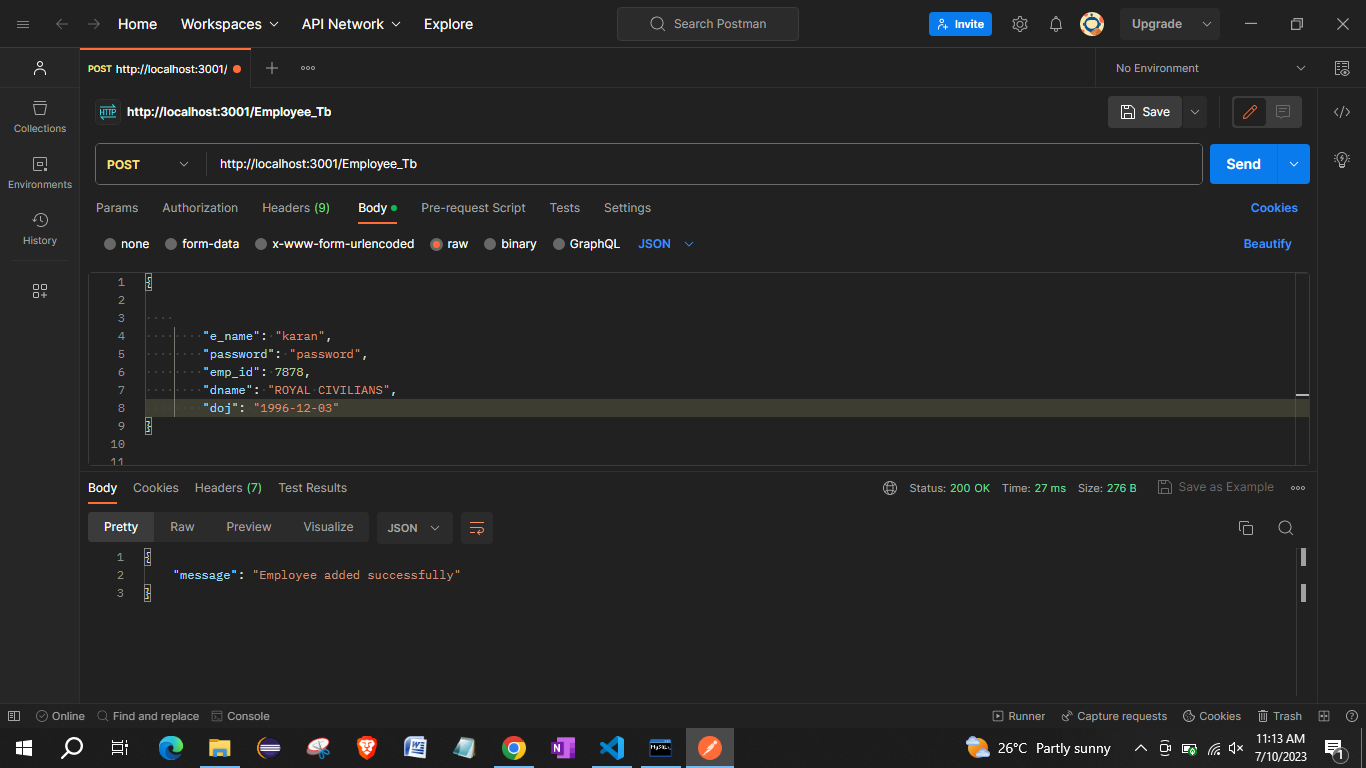 Home Workspaces API Network Explore Search Postman Invite Upgrade
POST http://localhost:3001/ No Environment
HTTP http://localhost:3001/Employee_Tb Save
Collections
POST http://localhost:3001/Employee_Tb Send
Environments
Params Authorization Headers (9) Body Pre-request Script Tests Settings Cookies
History
none form-data x-www-form-urlencoded raw binary GraphQL JSON Beautify
1 {
2
3
4 "e_name": "karan",
5 "password": "password",
6 "emp_id": 7878,
7 "dname": "ROYAL CIVILIANS",
8 "doj": "1996-12-03"
9 }
10
11
Body Cookies Headers (7) Test Results Status: 200 OK Time: 27 ms Size: 276 B Save as Example
Pretty Raw Preview Visualize JSON
1 {
2 "message": "Employee added successfully"
3 }
Online Find and replace Console Runner Capture requests Cookies Trash
26°C Partly sunny 11:13 AM
7/10/2023 1
MySQL